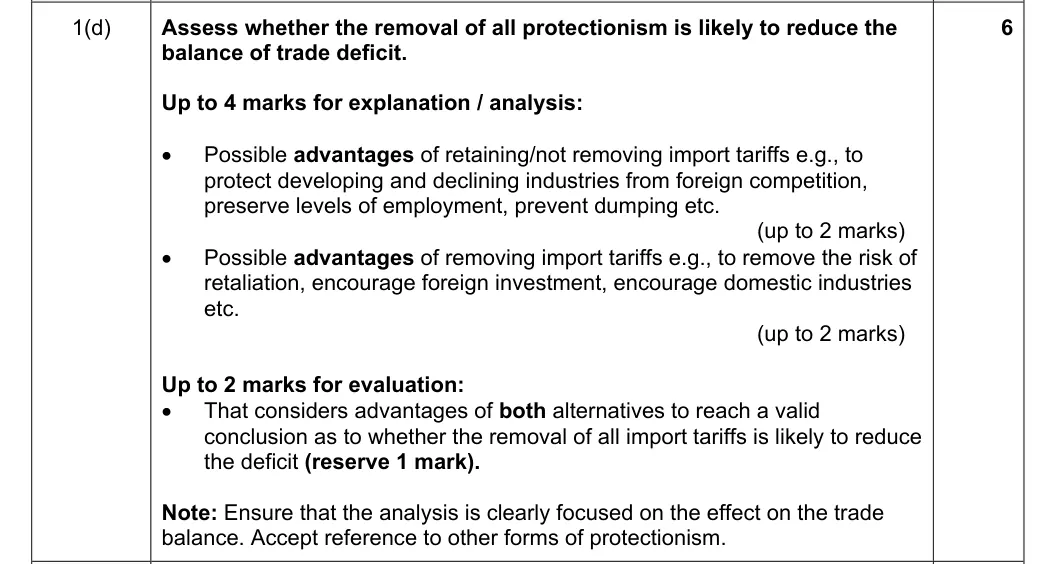 1(d) Assess whether the removal of all protectionism is likely to reduce the 6
balance of trade deficit.
Up to 4 marks for explanation / analysis:
• Possible advantages of retaining/not removing import tariffs e.g., to
protect developing and declining industries from foreign competition,
preserve levels of employment, prevent dumping etc.
(up to 2 marks)
• Possible advantages of removing import tariffs e.g., to remove the risk of
retaliation, encourage foreign investment, encourage domestic industries
etc.
(up to 2 marks)
Up to 2 marks for evaluation:
• That considers advantages of both alternatives to reach a valid
conclusion as to whether the removal of all import tariffs is likely to reduce
the deficit (reserve 1 mark).
Note: Ensure that the analysis is clearly focused on the effect on the trade
balance. Accept reference to other forms of protectionism.